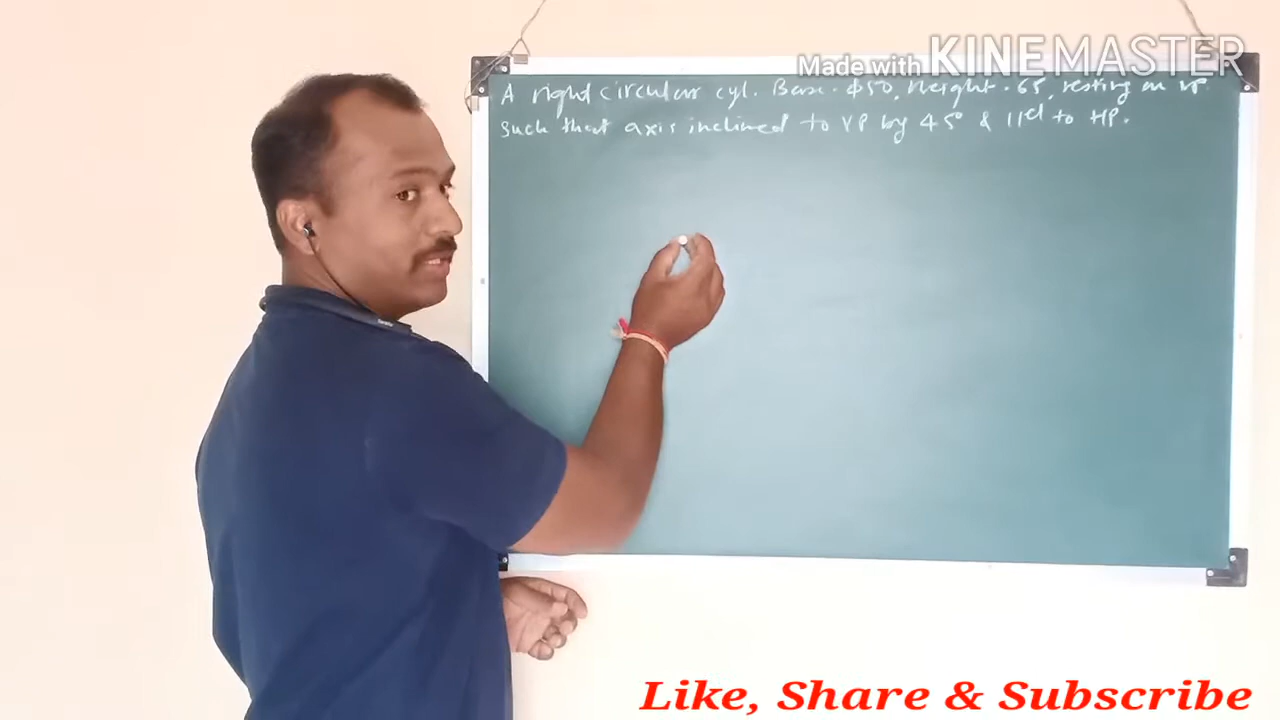 Made with KINEMASTER
A right circular cyl. Base - ϕ50, Height - 65, resting on VP
such that axis inclined to VP by 45° & 11el to HP.
Like, Share & Subscribe